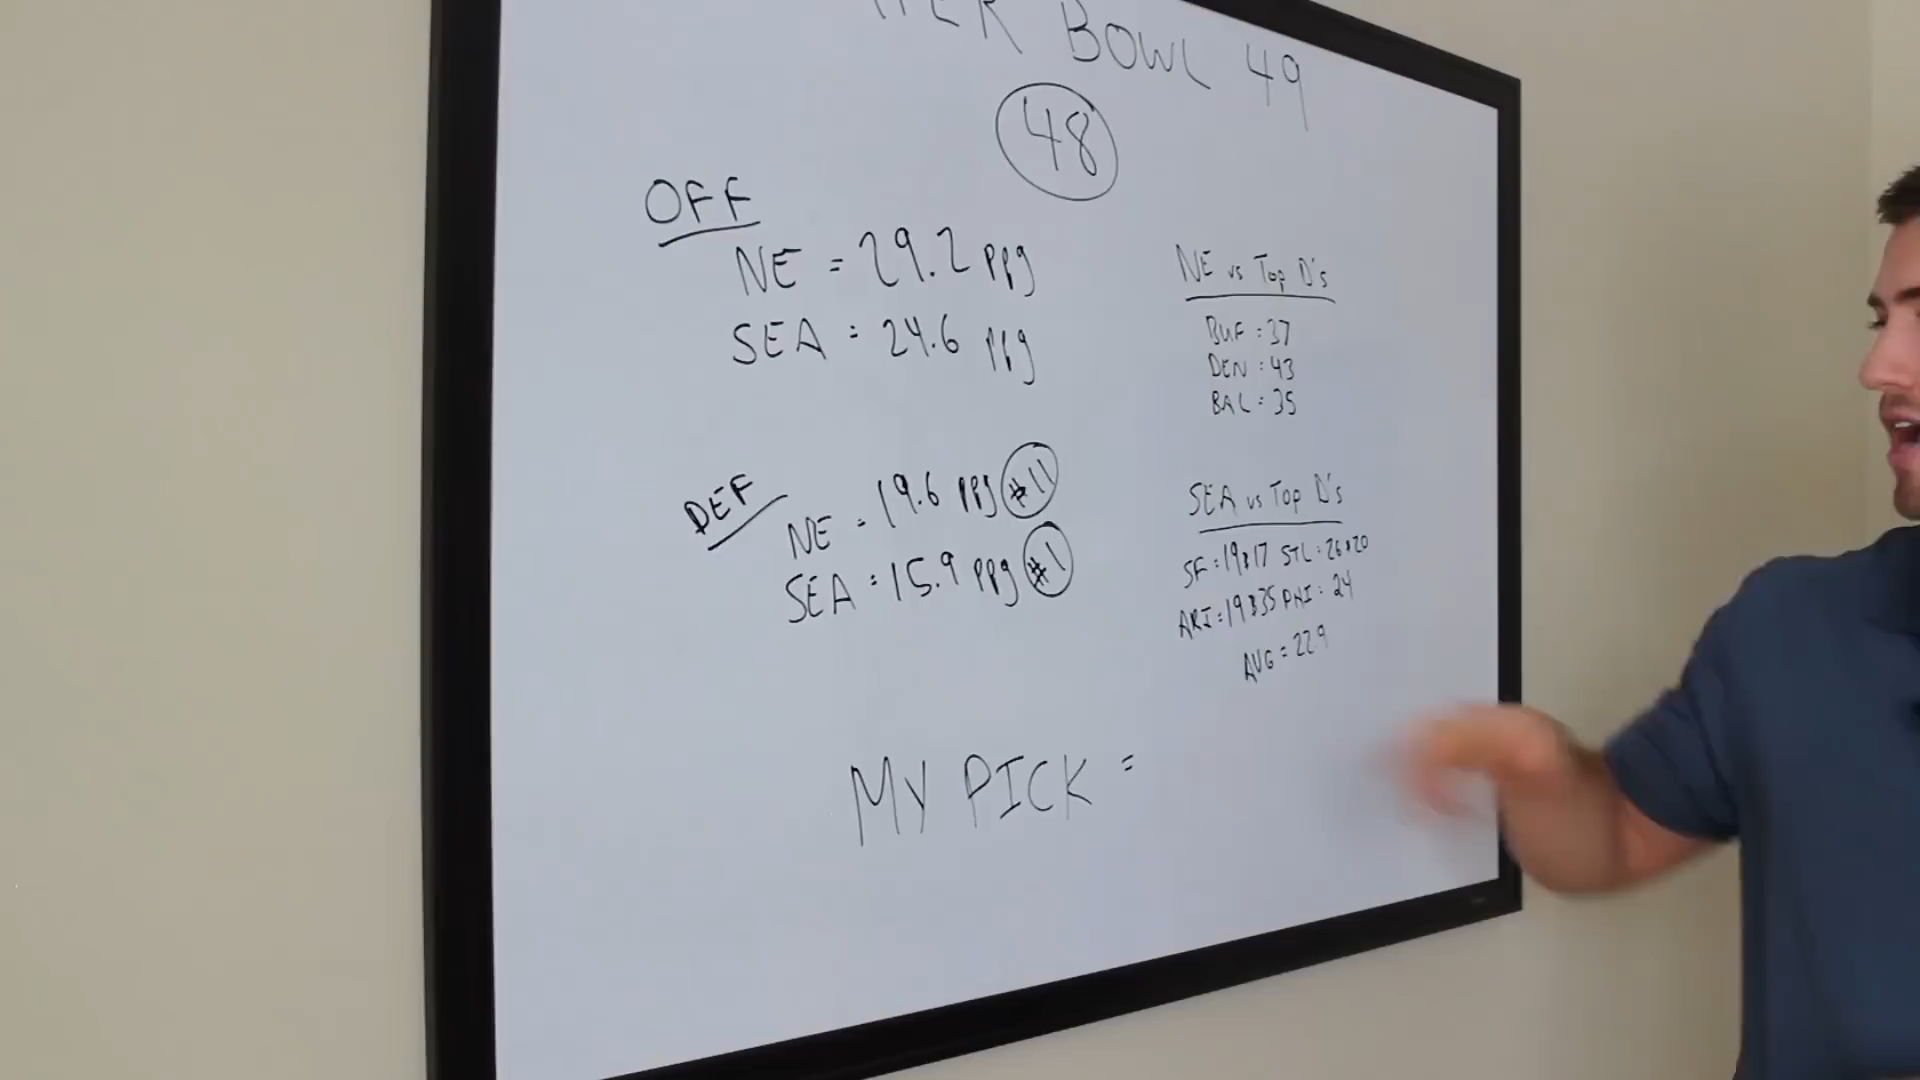 BOWL 49
48
OFF
NE = 29.2 ppg
SEA = 24.6 ppg
DEF
NE = 19.6 ppg #11
SEA = 15.9 ppg #1
NE vs Top D's
BUF = 37
DEN = 43
BAL = 35
SEA vs Top D's
SF = 19 & 17 STL = 26 & 20
ARI = 19 & 35 PHI = 24
AVG = 22.9
MY PICK =